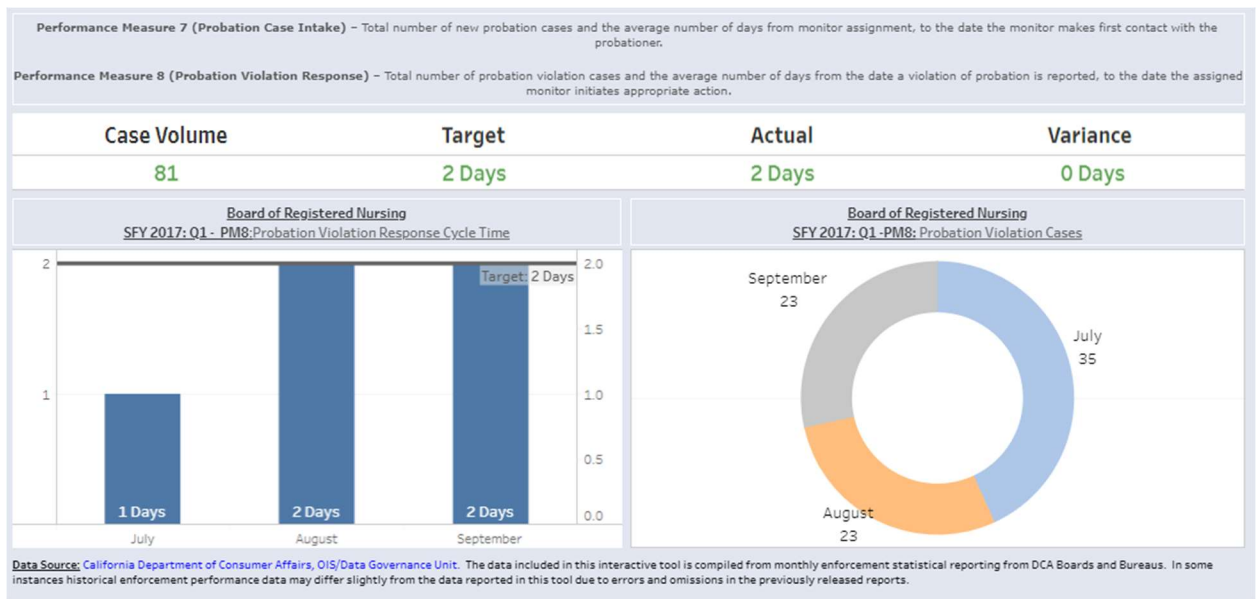 Performance Measure 7 (Probation Case Intake) – Total number of new probation cases and the average number of days from monitor assignment, to the date the monitor makes first contact with the
probationer.
Performance Measure 8 (Probation Violation Response) – Total number of probation violation cases and the average number of days from the date a violation of probation is reported, to the date the assigned
monitor initiates appropriate action.
Case Volume Target Actual Variance
81 2 Days 2 Days 0 Days
Board of Registered Nursing
SFY 2017: Q1 - PM8:Probation Violation Response Cycle Time
2 2.0
Target: 2 Days
1.5
1 1.0
0.5
1 Days 2 Days 2 Days
0.0
July August September
Board of Registered Nursing
SFY 2017: Q1 -PM8: Probation Violation Cases
September
23
July
35
August
23
Data Source: California Department of Consumer Affairs, OIS/Data Governance Unit. The data included in this interactive tool is compiled from monthly enforcement statistical reporting from DCA Boards and Bureaus. In some
instances historical enforcement performance data may differ slightly from the data reported in this tool due to errors and omissions in the previously released reports.